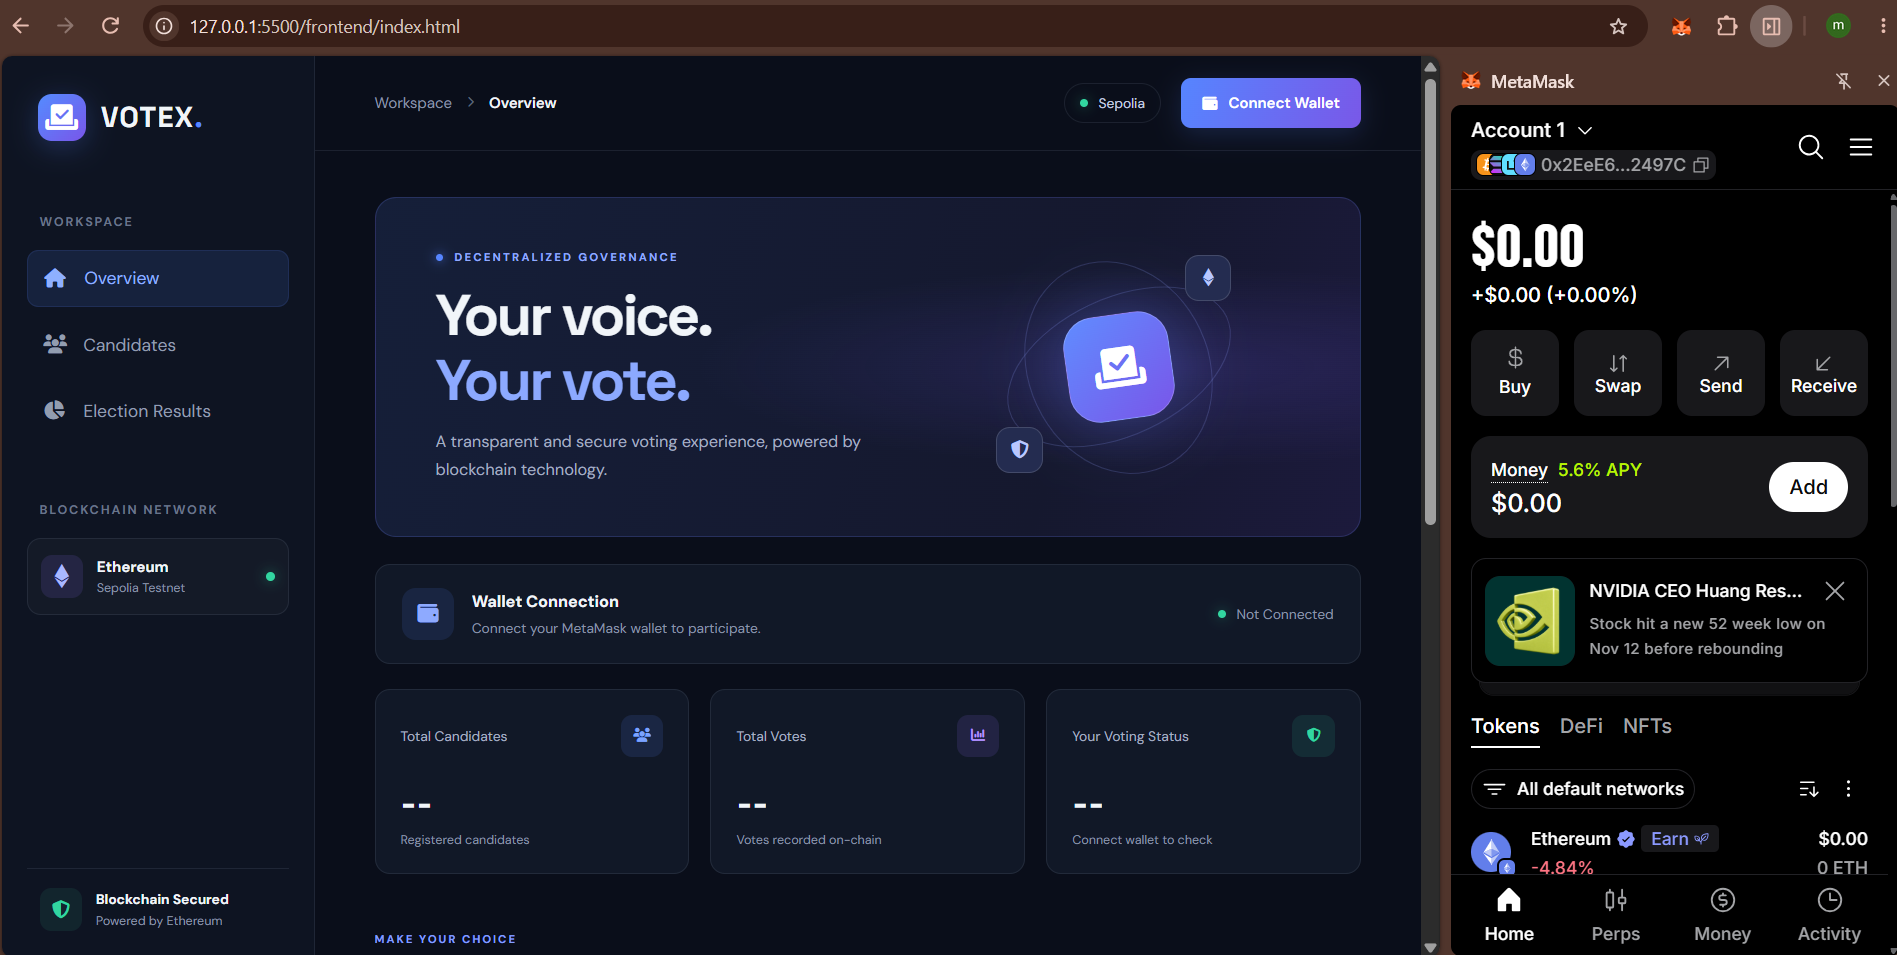 127.0.0.1:5500/frontend/index.html
m
VOTEX.
WORKSPACE
Overview
Candidates
Election Results
BLOCKCHAIN NETWORK
Ethereum
Sepolia Testnet
Blockchain Secured
Powered by Ethereum
Workspace
Overview
Sepolia
Connect Wallet
DECENTRALIZED GOVERNANCE
Your voice.
Your vote.
A transparent and secure voting experience, powered by
blockchain technology.
Wallet Connection
Connect your MetaMask wallet to participate.
Not Connected
Total Candidates
--
Registered candidates
Total Votes
--
Votes recorded on-chain
Your Voting Status
--
Connect wallet to check
MAKE YOUR CHOICE
MetaMask
Account 1
0x2EeE6...2497C
$0.00
+$0.00 (+0.00%)
Buy
Swap
Send
Receive
Money 5.6% APY
$0.00
Add
NVIDIA CEO Huang Res...
Stock hit a new 52 week low on
Nov 12 before rebounding
Tokens
DeFi
NFTs
All default networks
Ethereum
Earn
$0.00
-4.84%
0 ETH
Home
Perps
Money
Activity